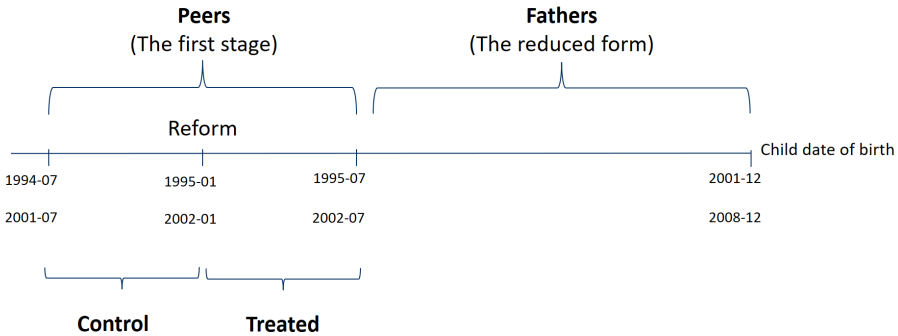 Peers
(The first stage)
Fathers
(The reduced form)
Reform
Child date of birth
1994-07
1995-01
1995-07
2001-12
2001-07
2002-01
2002-07
2008-12
Control
Treated